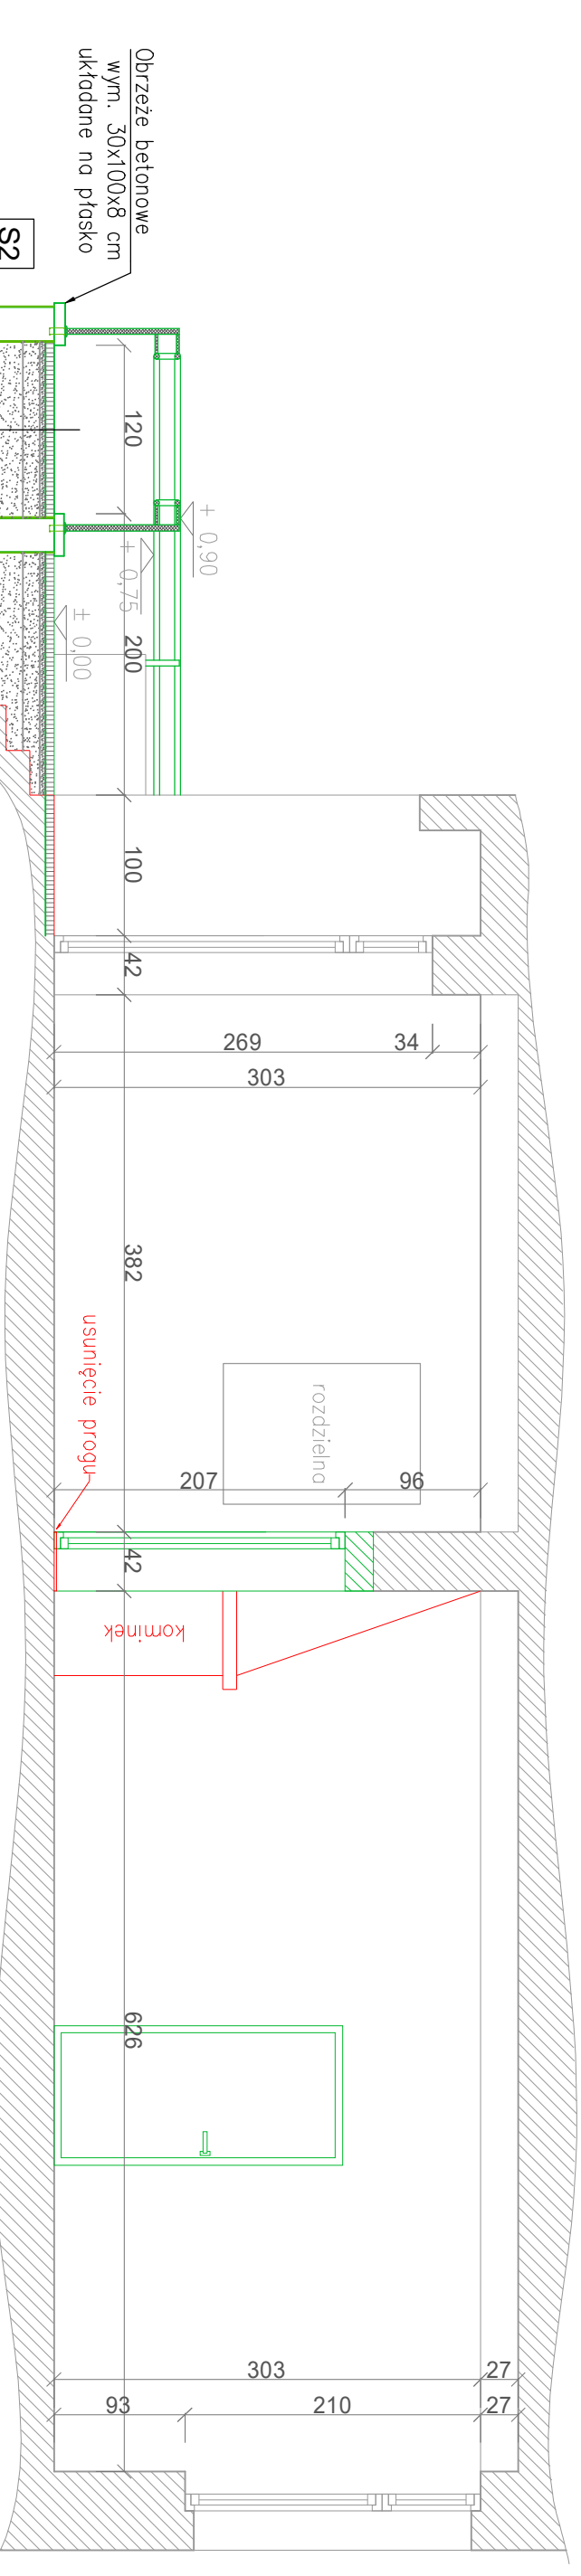 Obrzeże betonowe
wym. 30x100x8 cm
układane na płasko
S2
120
+ 0,90
+ 0,75
± 0,00
200
100
42
269
34
303
382
rozdzielna
usunięcie progu
207
96
42
kominek
626
303
27
93
210
27